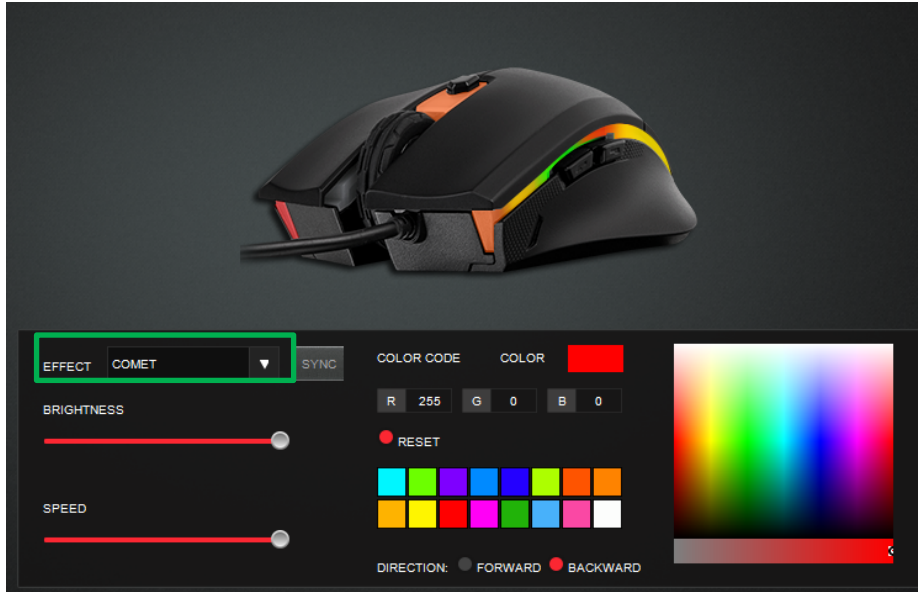 EFFECT COMET SYNC
BRIGHTNESS
SPEED
COLOR CODE COLOR
R 255 G 0 B 0
RESET
DIRECTION: FORWARD BACKWARD